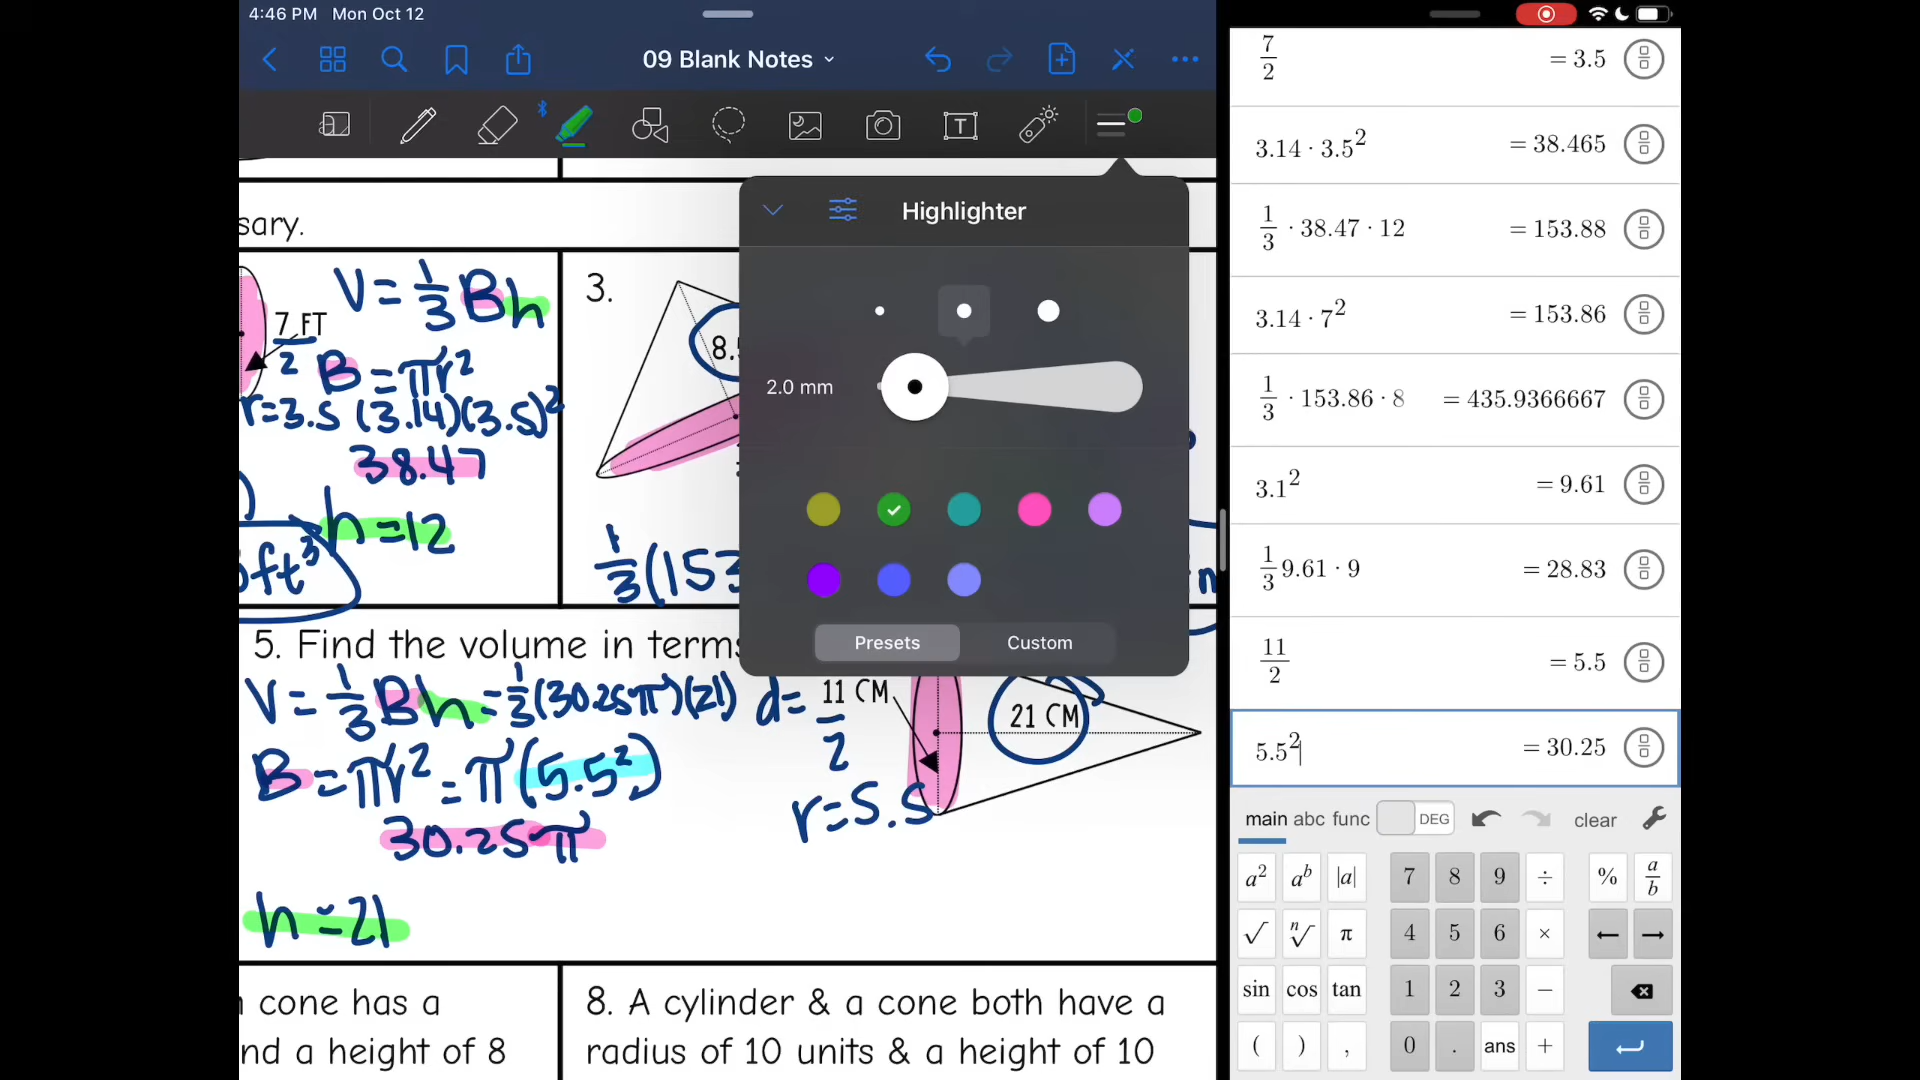 4:46 PM Mon Oct 12
09 Blank Notes
T
sary.
7 FT
2
V = 1/3 Bh
B = πr²
r=3.5 (3.14)(3.5)²
38.47
h =12
ft³
3.
8.5
1/3 (153
Highlighter
2.0 mm
Presets
Custom
5. Find the volume in terms
V = 1/3 Bh = 1/3 (30.25π)(21)
B = πr² = π(5.5²)
30.25π
h = 21
d=
11 CM
2
r=5.5
21 CM
cone has a
nd a height of 8
8. A cylinder & a cone both have a
radius of 10 units & a height of 10
7/2 = 3.5
3.14 · 3.5² = 38.465
1/3 · 38.47 · 12 = 153.88
3.14 · 7² = 153.86
1/3 · 153.86 · 8 = 435.9366667
3.1² = 9.61
1/3 9.61 · 9 = 28.83
11/2 = 5.5
5.5² = 30.25
main abc func DEG clear
a² aᵇ |a| 7 8 9 ÷ % a/b
√ ⁿ√ π 4 5 6 × ← →
sin cos tan 1 2 3 −
( ) , 0 . ans +